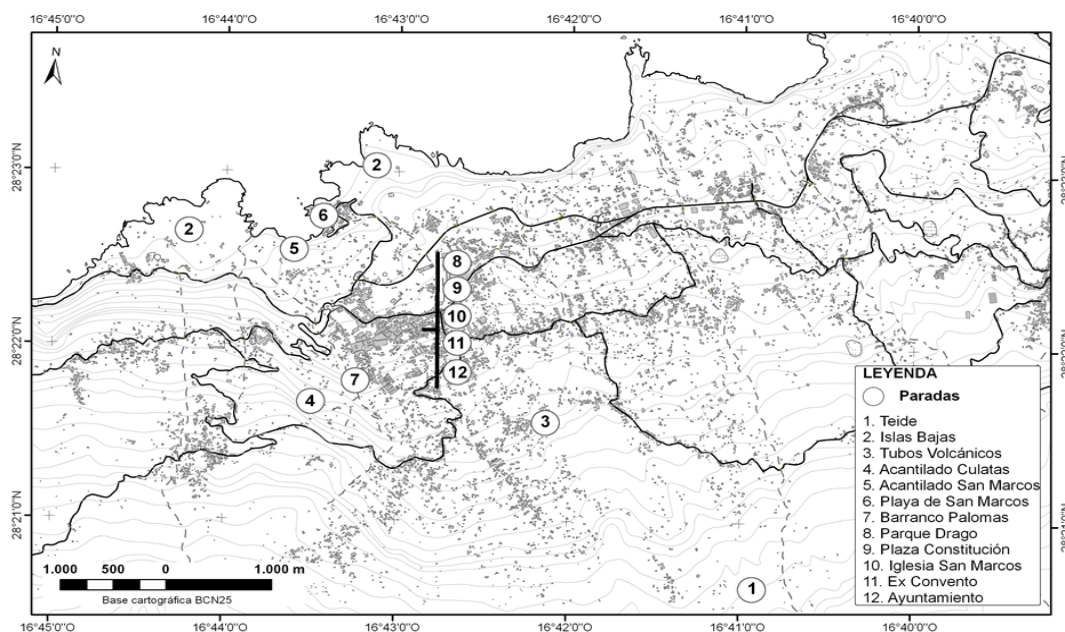 16°45'0"O 16°44'0"O 16°43'0"O 16°42'0"O 16°41'0"O 16°40'0"O
N
28°23'0"N
28°22'0"N
28°21'0"N
2
2
6
5
8
9
10
11
12
7
4
3
1
LEYENDA
Paradas
1. Teide
2. Islas Bajas
3. Tubos Volcánicos
4. Acantilado Culatas
5. Acantilado San Marcos
6. Playa de San Marcos
7. Barranco Palomas
8. Parque Drago
9. Plaza Constitución
10. Iglesia San Marcos
11. Ex Convento
12. Ayuntamiento
1.000 500 0 1.000 m
Base cartográfica BCN25
16°45'0"O 16°44'0"O 16°43'0"O 16°42'0"O 16°41'0"O 16°40'0"O